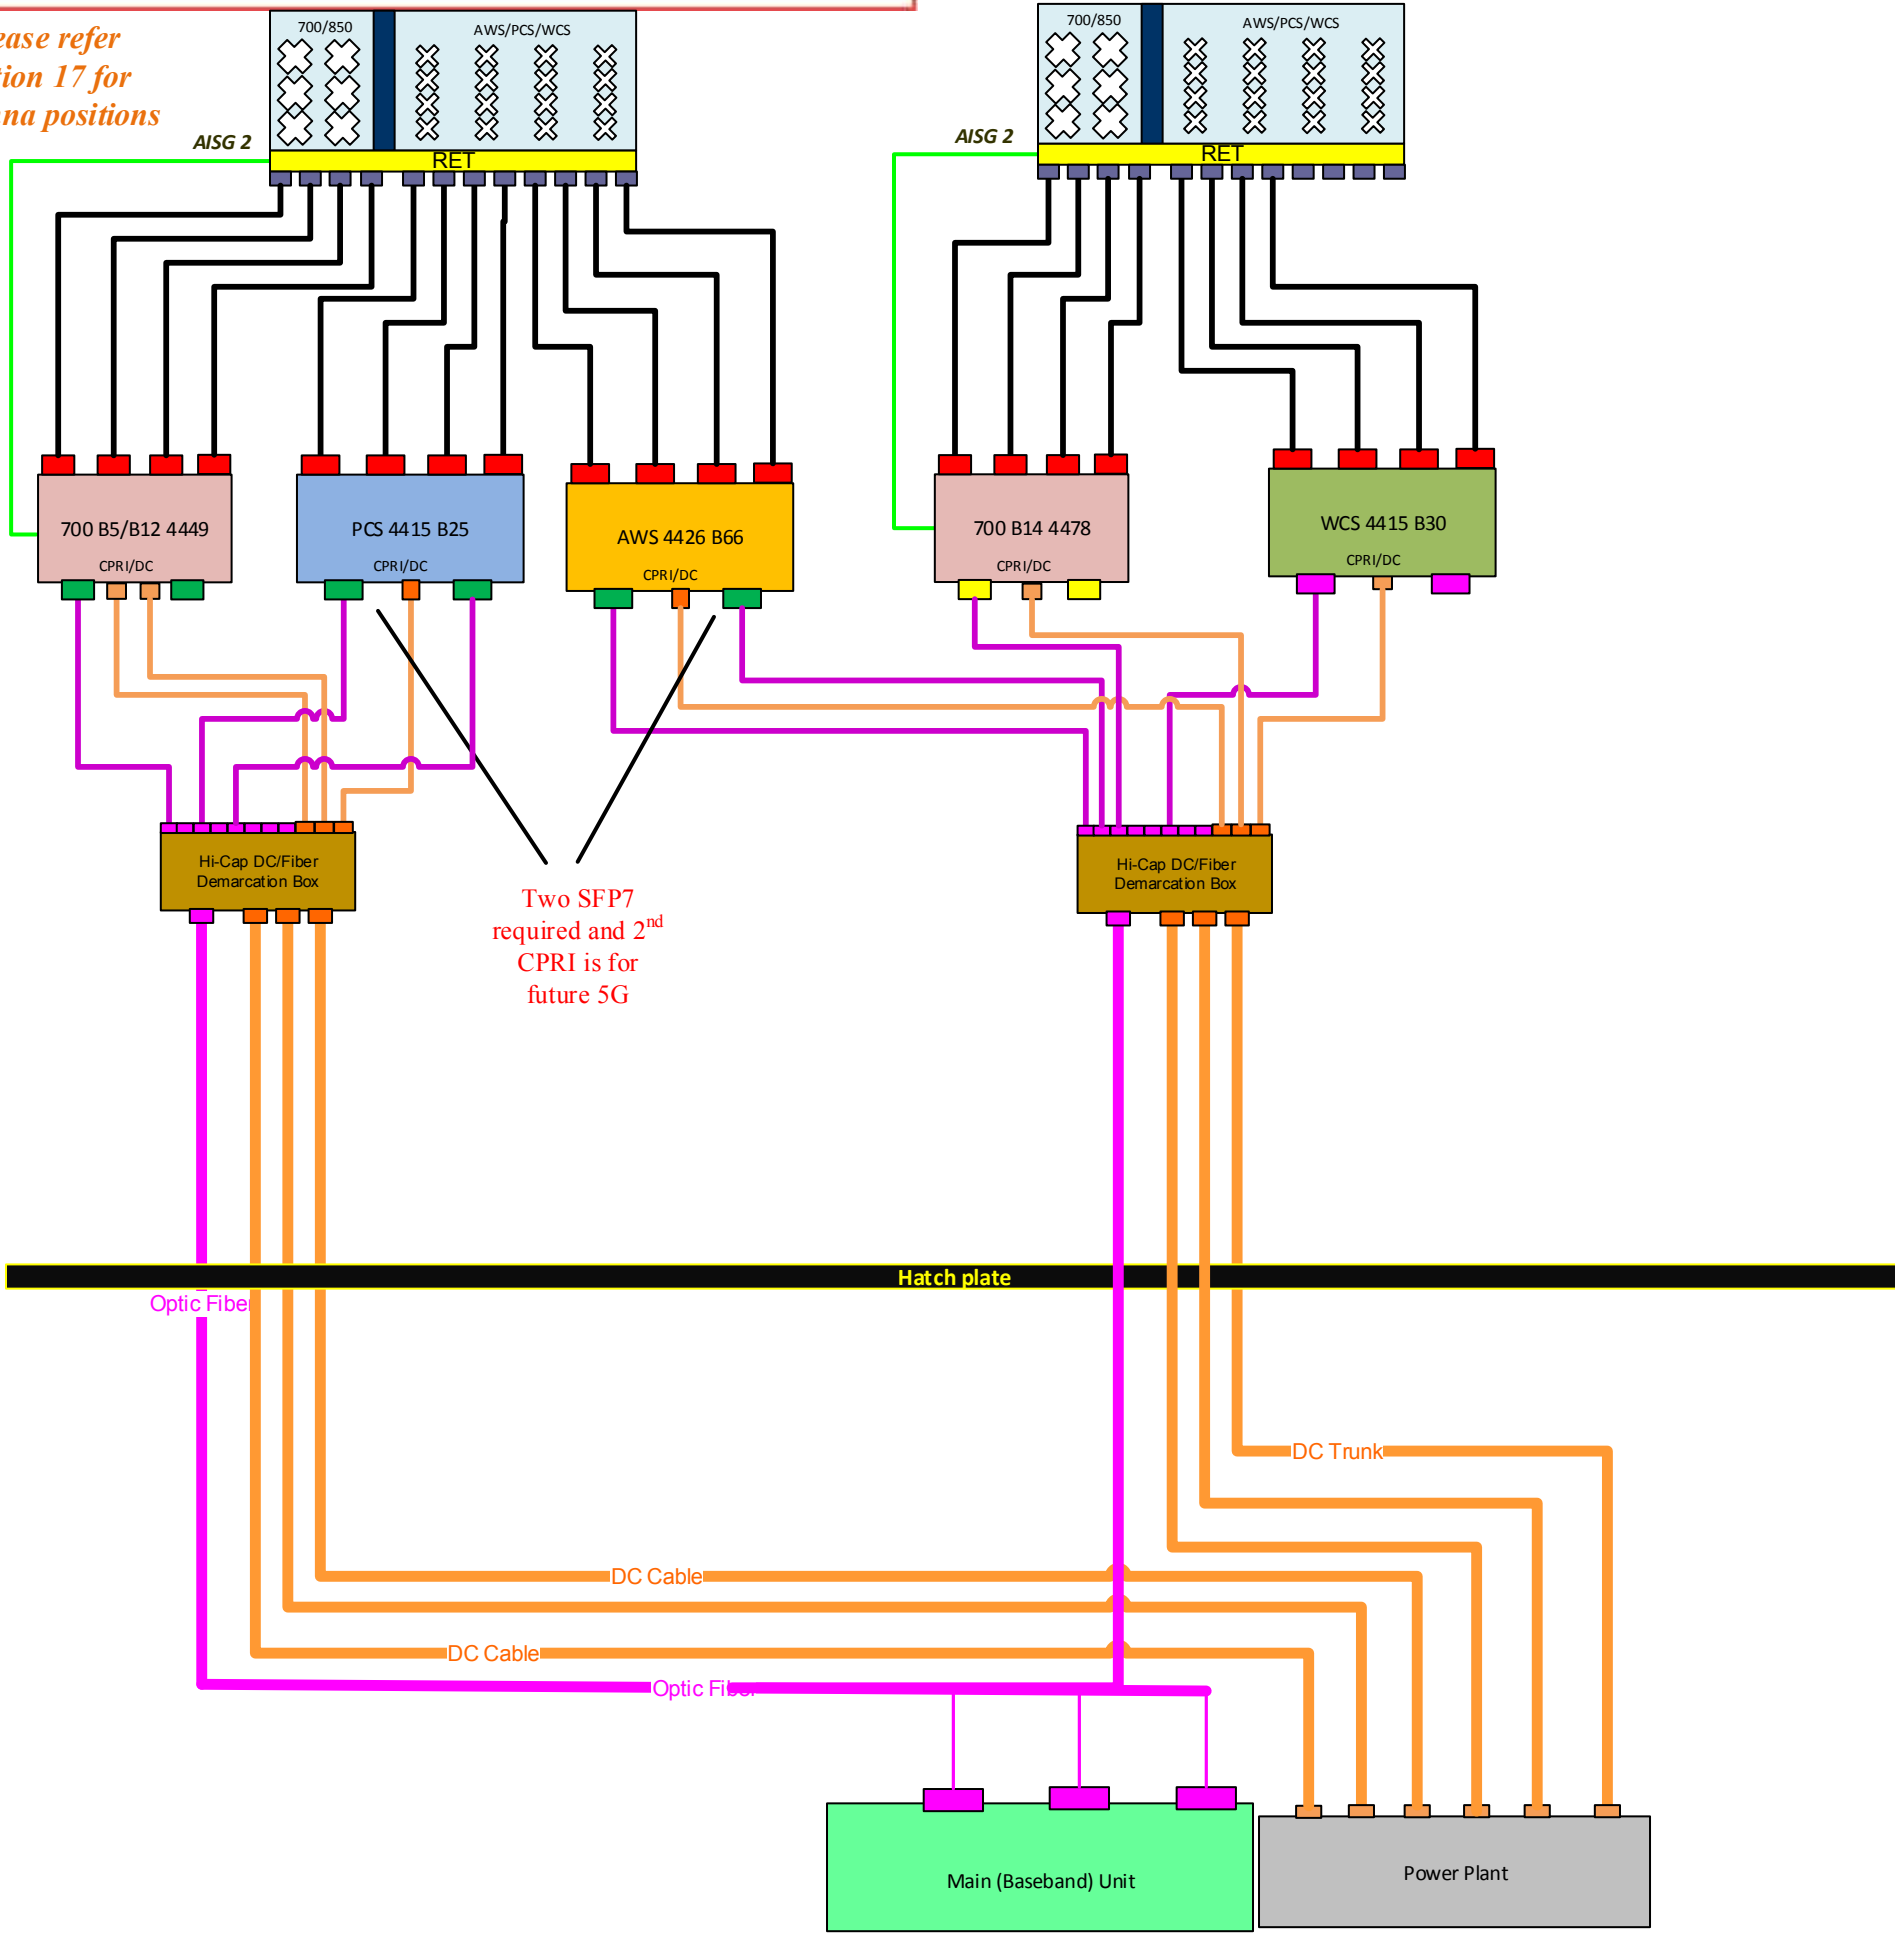 ease refer
tion 17 for
na positions
700/850
AWS/PCS/WCS
700/850
AWS/PCS/WCS
AISG 2
RET
AISG 2
RET
700 B5/B12 4449
CPRI/DC
PCS 4415 B25
CPRI/DC
AWS 4426 B66
CPRI/DC
700 B14 4478
CPRI/DC
WCS 4415 B30
CPRI/DC
Hi-Cap DC/Fiber
Demarcation Box
Hi-Cap DC/Fiber
Demarcation Box
Two SFP7
required and 2nd
CPRI is for
future 5G
Hatch plate
Optic Fiber
DC Trunk
DC Cable
DC Cable
Optic Fiber
Main (Baseband) Unit
Power Plant